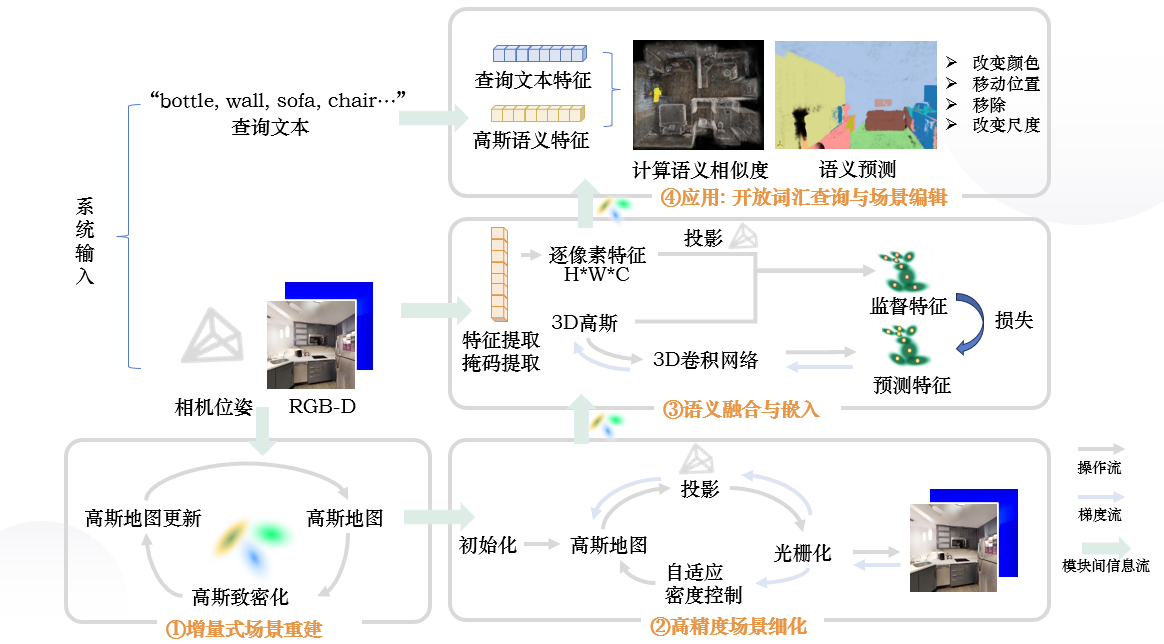 系统输入
“bottle, wall, sofa, chair…”
查询文本
相机位姿
RGB-D
查询文本特征
高斯语义特征
计算语义相似度
语义预测
➢ 改变颜色
➢ 移动位置
➢ 移除
➢ 改变尺度
④应用: 开放词汇查询与场景编辑
特征提取
掩码提取
逐像素特征
H*W*C
投影
3D高斯
3D卷积网络
监督特征
损失
预测特征
③语义融合与嵌入
高斯地图更新
高斯地图
高斯致密化
①增量式场景重建
初始化
高斯地图
投影
光栅化
自适应
密度控制
②高精度场景细化
操作流
梯度流
模块间信息流